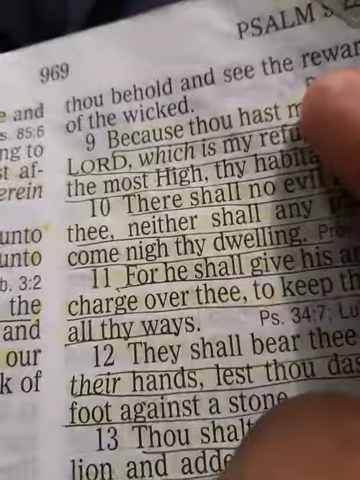 PSALM
969
e and
s. 85:6
ng to
st af-
erein
unto
unto
b. 3:2
the
and
our
k of
thou behold and see the rewar
of the wicked.
9 Because thou hast m
LORD, which is my refu
the most High, thy habita
10 There shall no evil
thee, neither shall any
come nigh thy dwelling. Pro
11 For he shall give his an
charge over thee, to keep th
all thy ways. Ps. 34:7; Lu
12 They shall bear thee
their hands, lest thou das
foot against a stone
13 Thou shalt
lion and adde